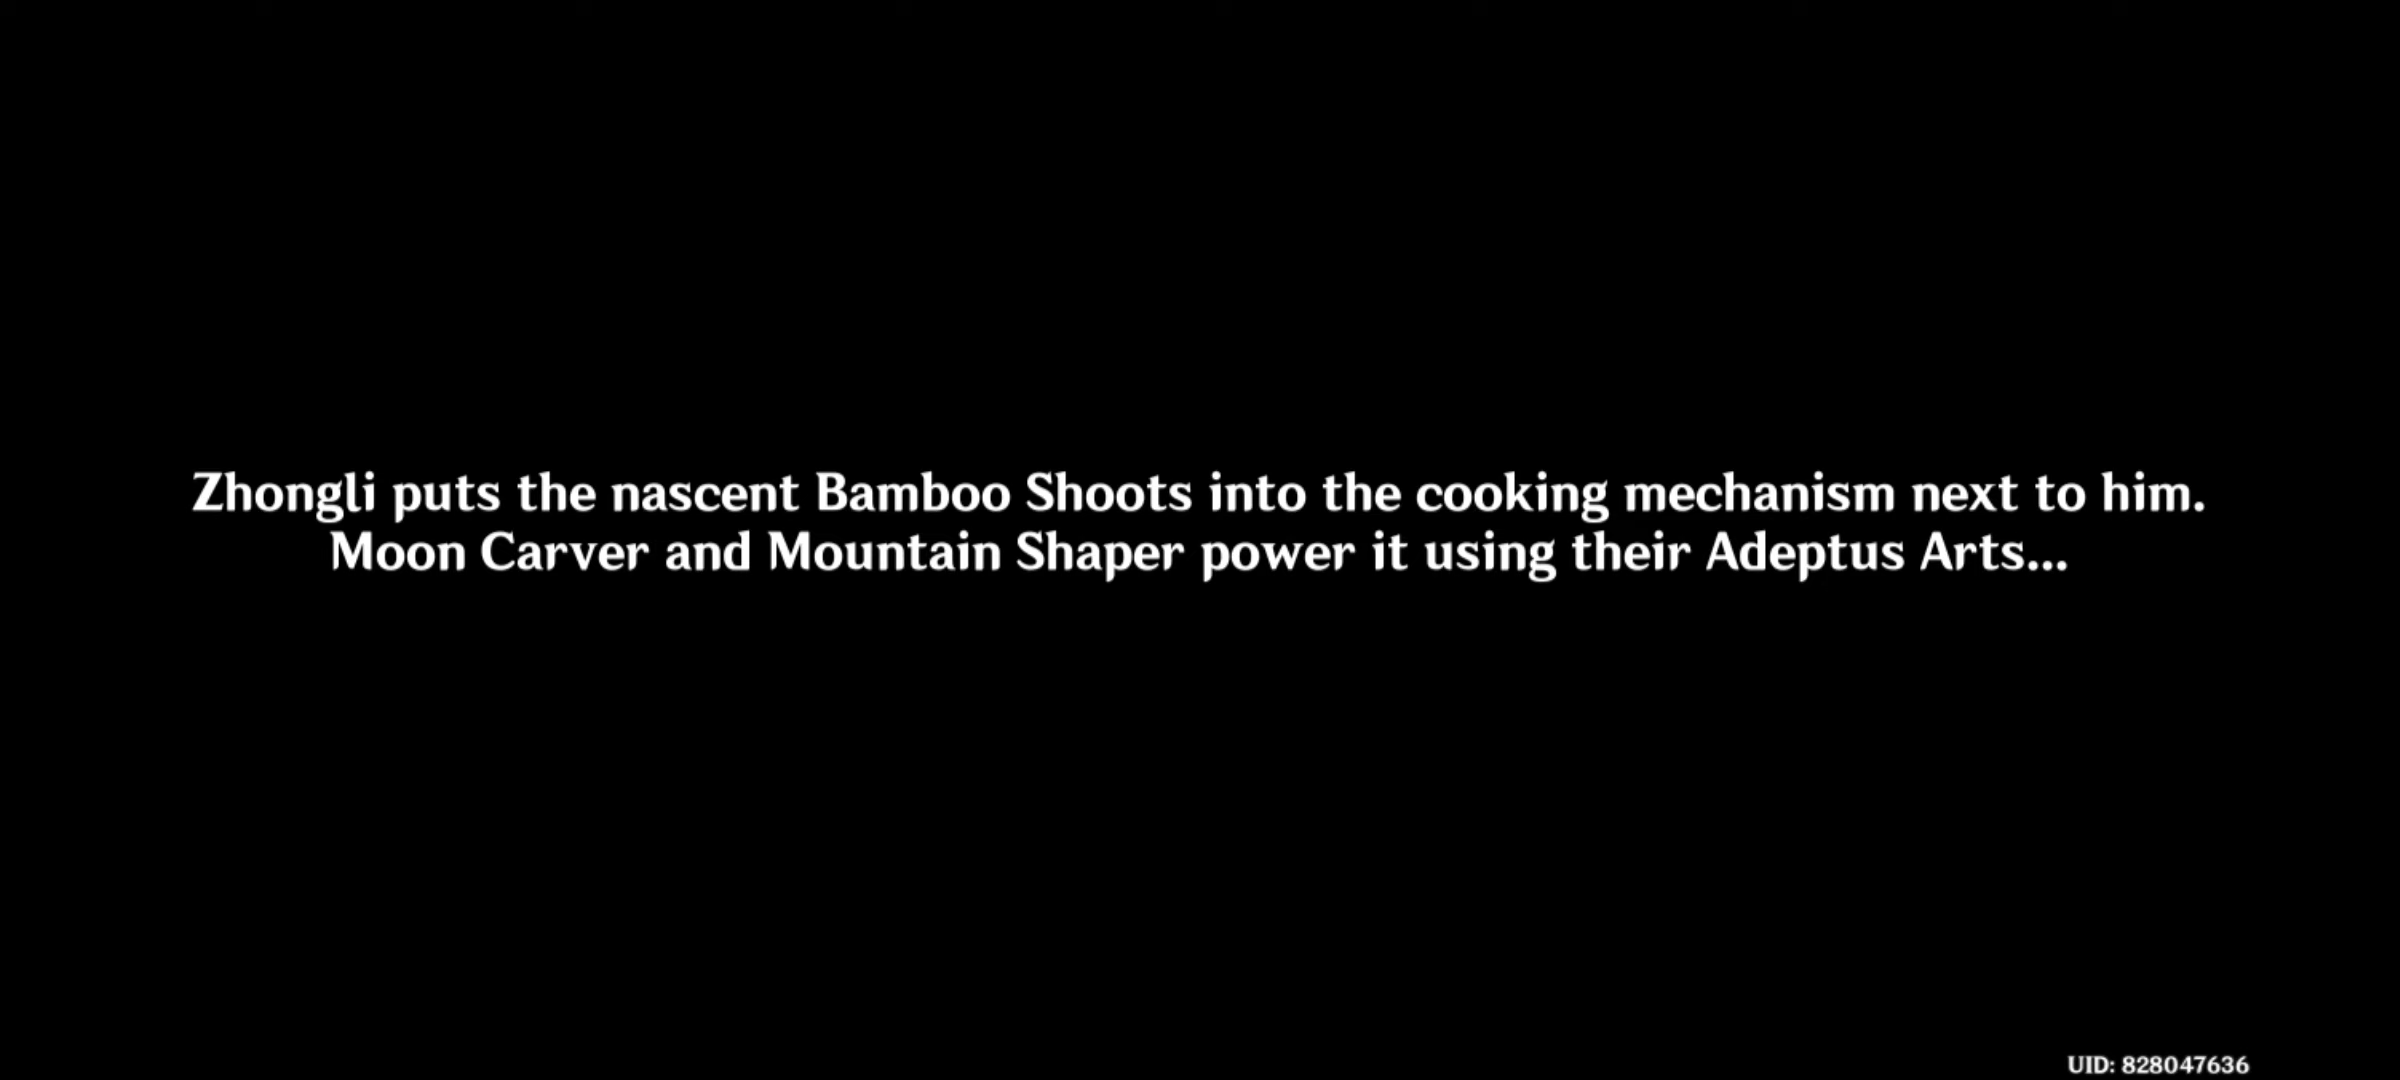 Zhongli puts the nascent Bamboo Shoots into the cooking mechanism next to him.
Moon Carver and Mountain Shaper power it using their Adeptus Arts...
UID: 828047636